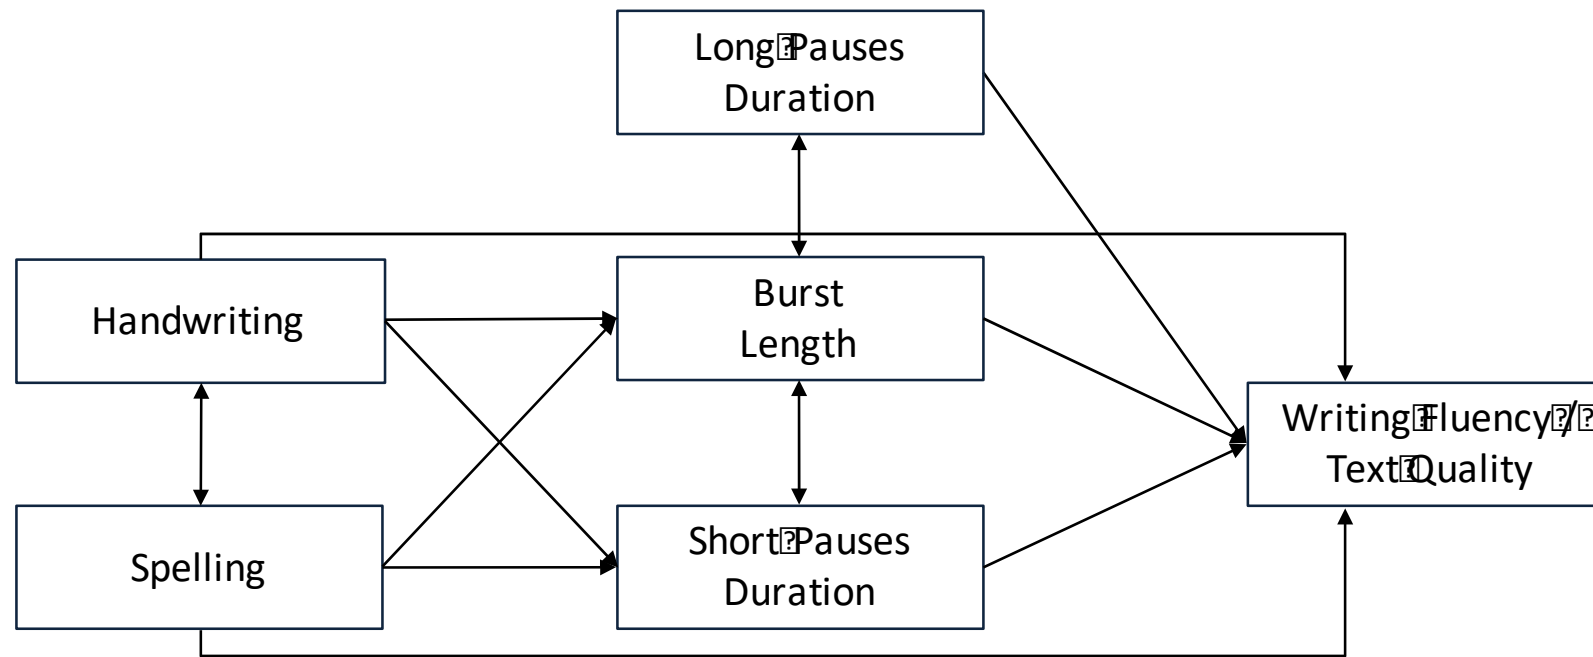 Long Pauses
Duration
Handwriting
Burst
Length
Writing Fluency /
Text Quality
Spelling
Short Pauses
Duration